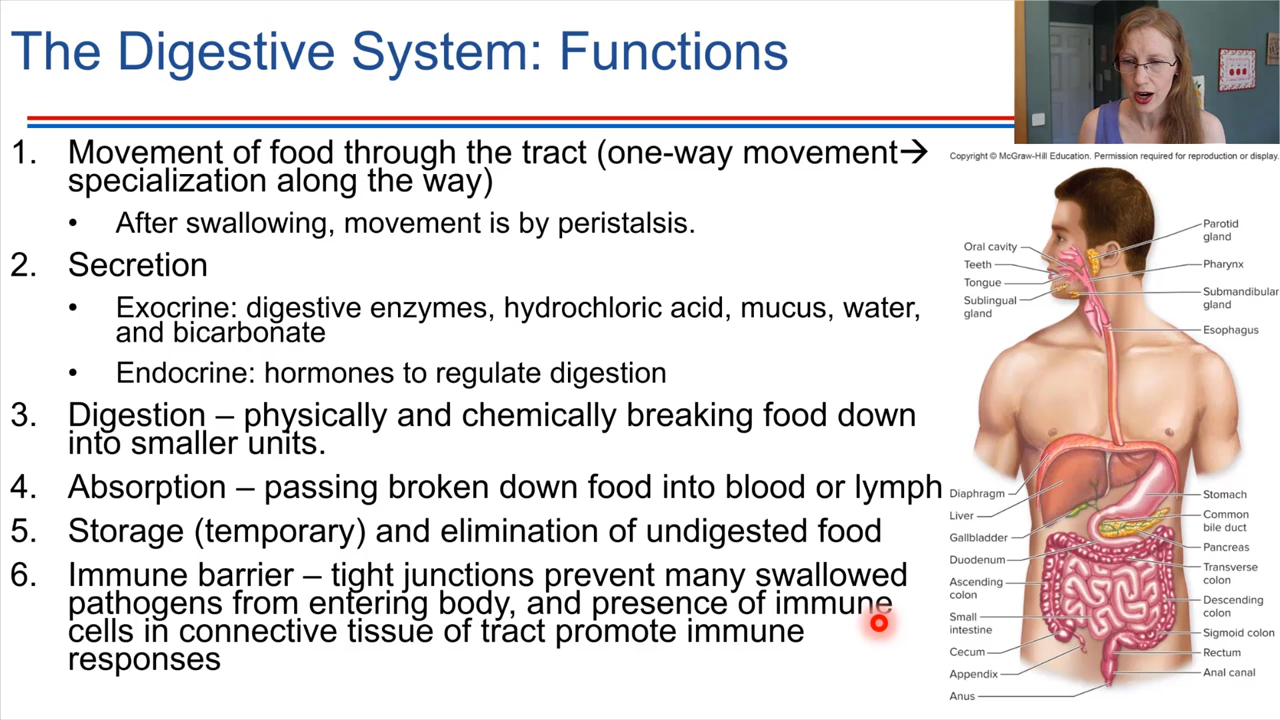 The Digestive System: Functions
1. Movement of food through the tract (one-way movement→
specialization along the way)
• After swallowing, movement is by peristalsis.
2. Secretion
• Exocrine: digestive enzymes, hydrochloric acid, mucus, water,
and bicarbonate
• Endocrine: hormones to regulate digestion
3. Digestion – physically and chemically breaking food down
into smaller units.
4. Absorption – passing broken down food into blood or lymph
5. Storage (temporary) and elimination of undigested food
6. Immune barrier – tight junctions prevent many swallowed
pathogens from entering body, and presence of immune
cells in connective tissue of tract promote immune
responses
Copyright © McGraw-Hill Education. Permission required for reproduction or display.
Oral cavity
Teeth
Tongue
Sublingual
gland
Diaphragm
Liver
Gallbladder
Duodenum
Ascending
colon
Small
intestine
Cecum
Appendix
Anus
Parotid
gland
Pharynx
Submandibular
gland
Esophagus
Stomach
Common
bile duct
Pancreas
Transverse
colon
Descending
colon
Sigmoid colon
Rectum
Anal canal